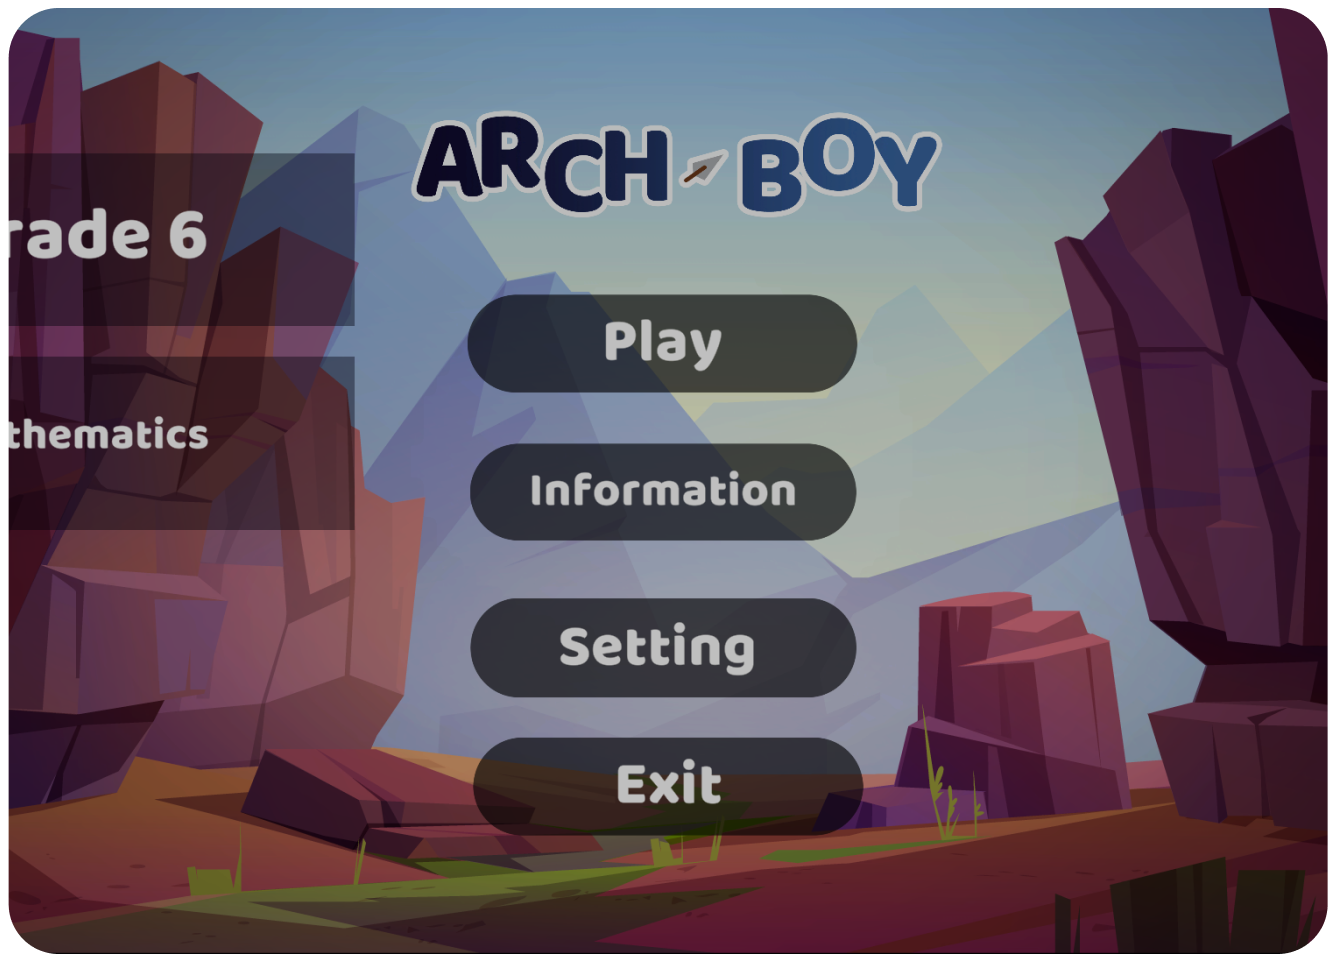 ARCH BOY
rade 6
Play
thematics
Information
Setting
Exit